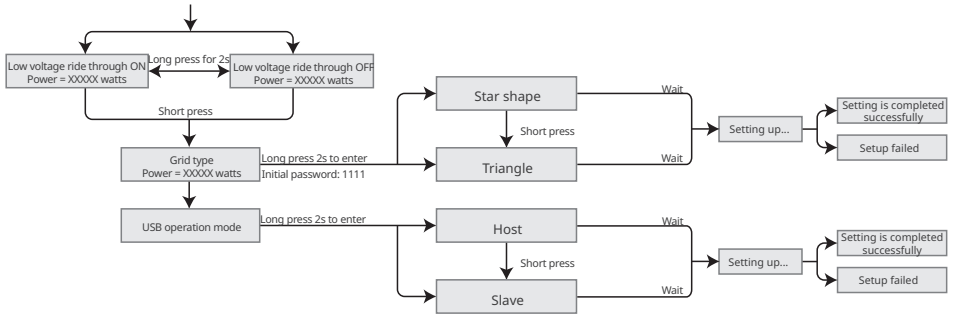 Low voltage ride through ON
Power = XXXXX watts
Long press for 2s
Low voltage ride through OFF
Power = XXXXX watts
Short press
Grid type
Power = XXXXX watts
Long press 2s to enter
Initial password: 1111
Star shape
Short press
Triangle
Wait
Wait
Setting up...
Setting is completed
successfully
Setup failed
USB operation mode
Long press 2s to enter
Host
Short press
Slave
Wait
Wait
Setting up...
Setting is completed
successfully
Setup failed